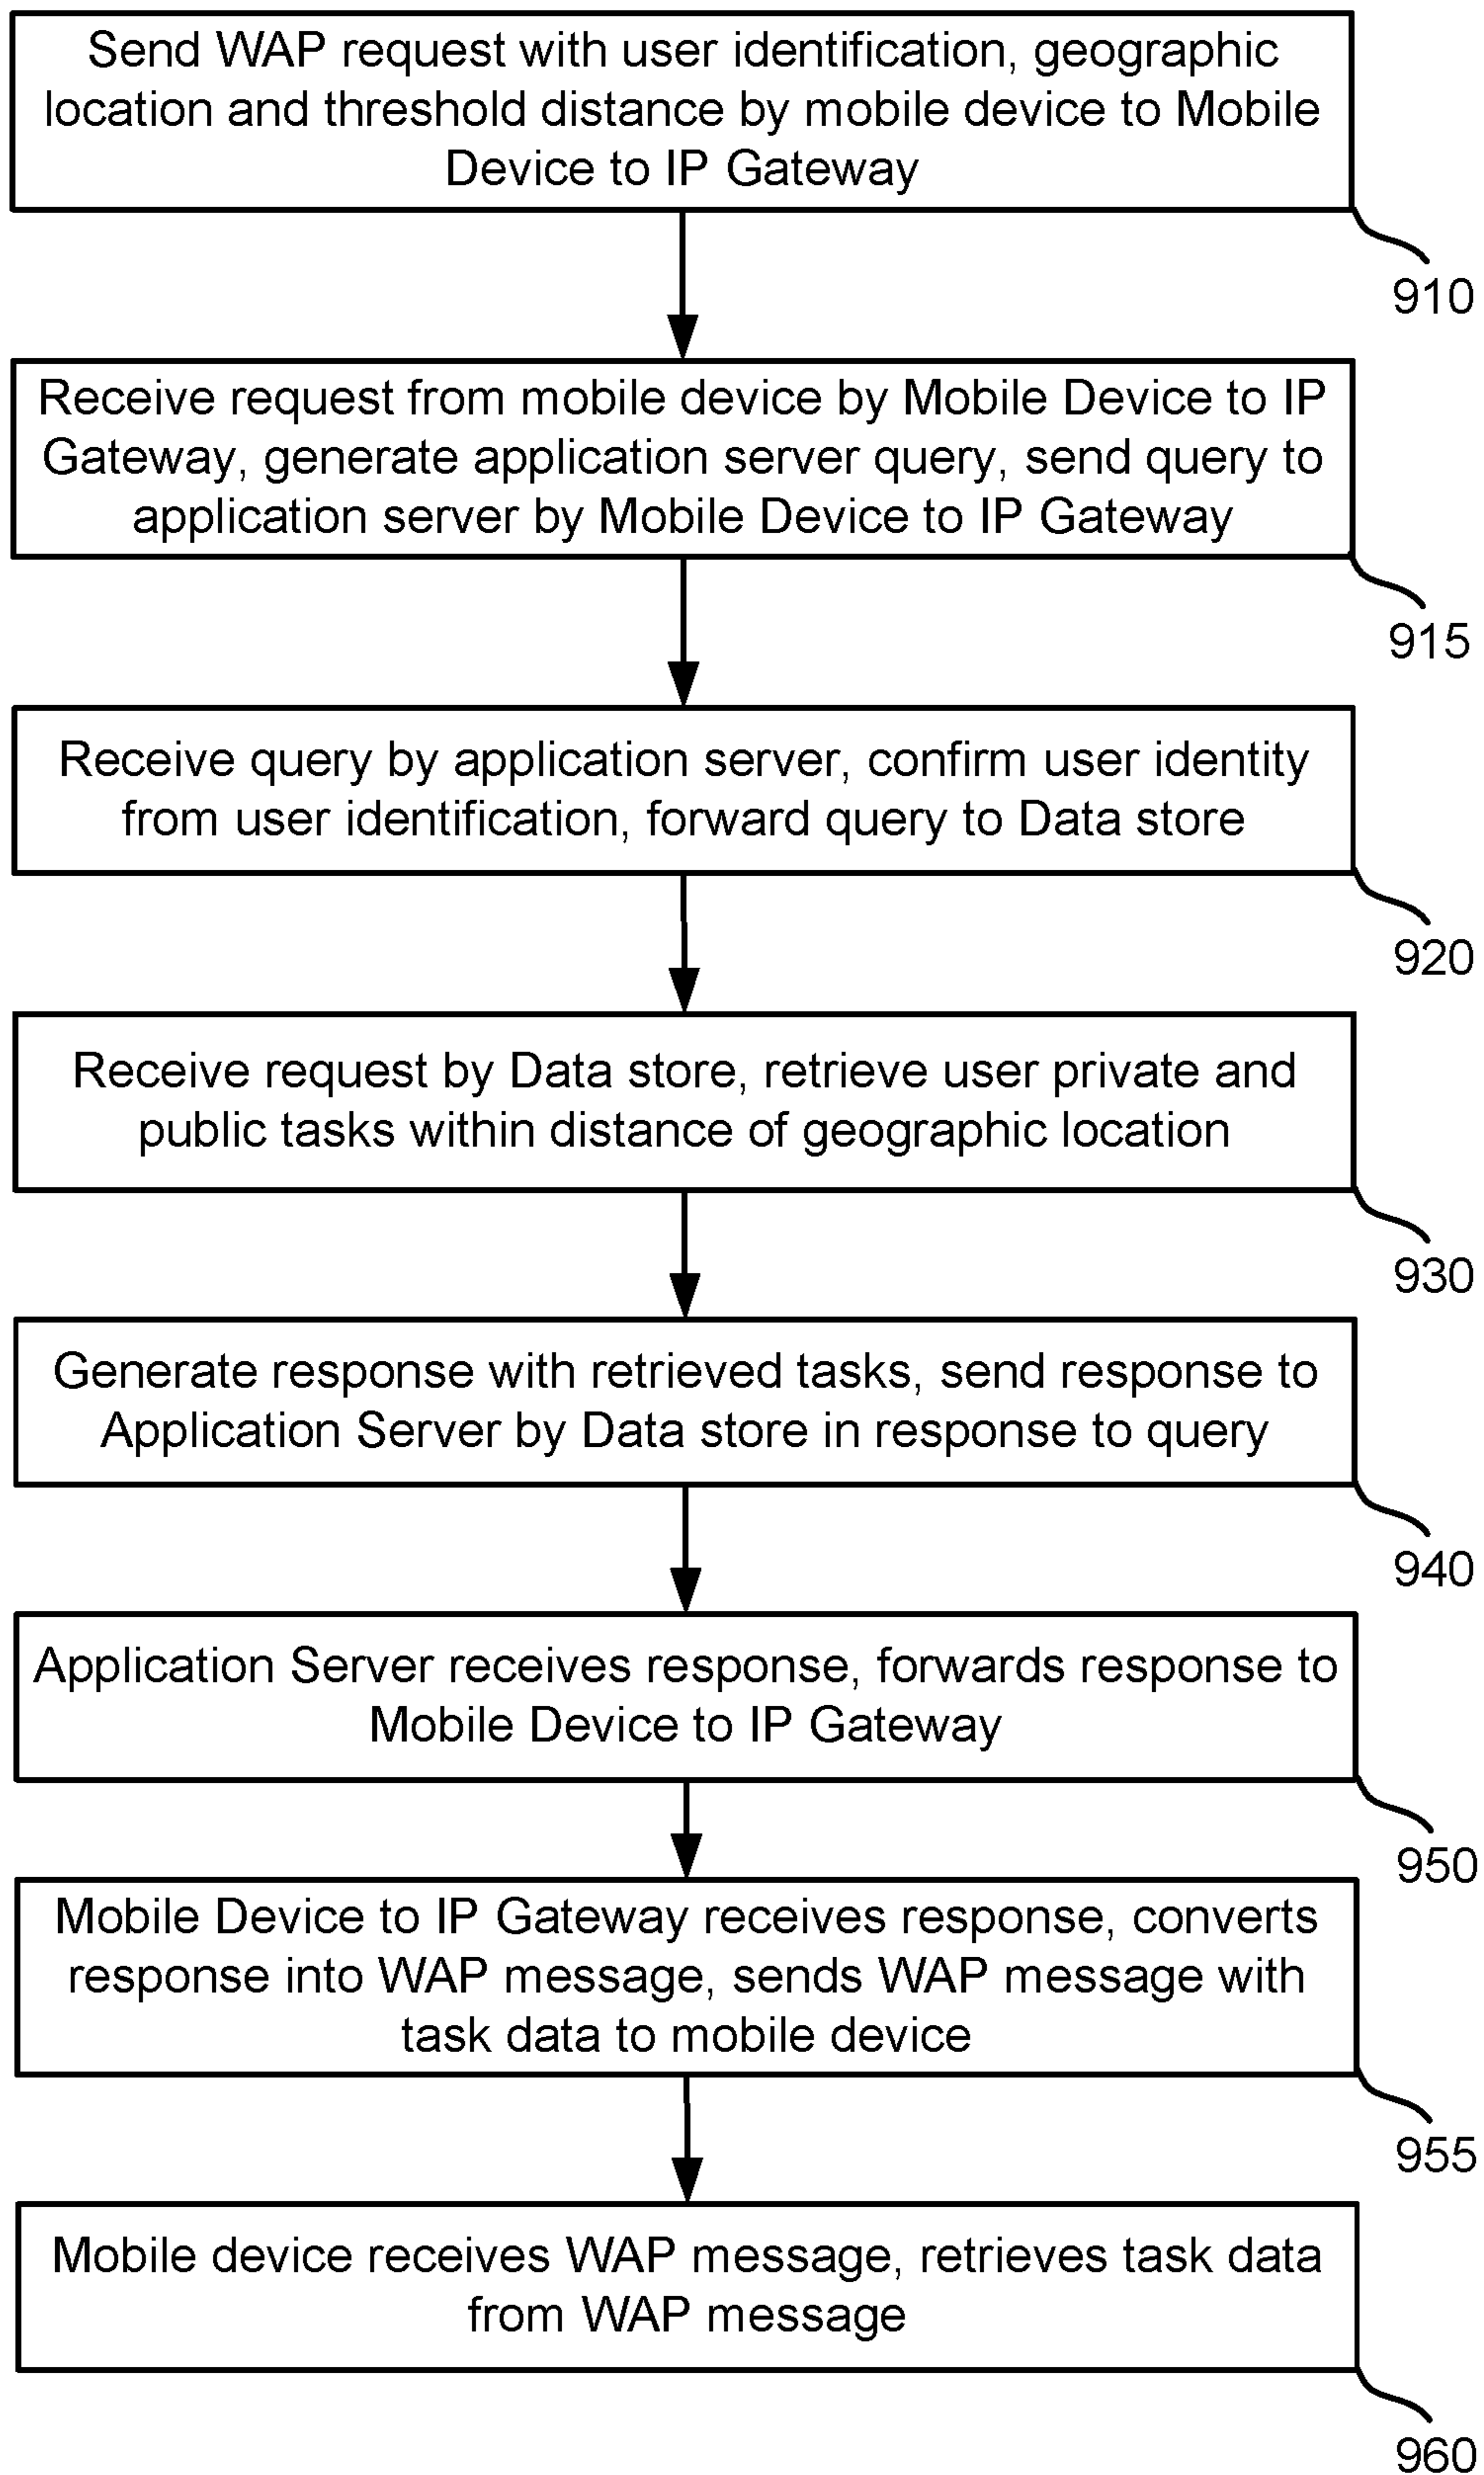 Send WAP request with user identification, geographic
location and threshold distance by mobile device to Mobile
Device to IP Gateway
910
Receive request from mobile device by Mobile Device to IP
Gateway, generate application server query, send query to
application server by Mobile Device to IP Gateway
915
Receive query by application server, confirm user identity
from user identification, forward query to Data store
920
Receive request by Data store, retrieve user private and
public tasks within distance of geographic location
930
Generate response with retrieved tasks, send response to
Application Server by Data store in response to query
940
Application Server receives response, forwards response to
Mobile Device to IP Gateway
950
Mobile Device to IP Gateway receives response, converts
response into WAP message, sends WAP message with
task data to mobile device
955
Mobile device receives WAP message, retrieves task data
from WAP message
960